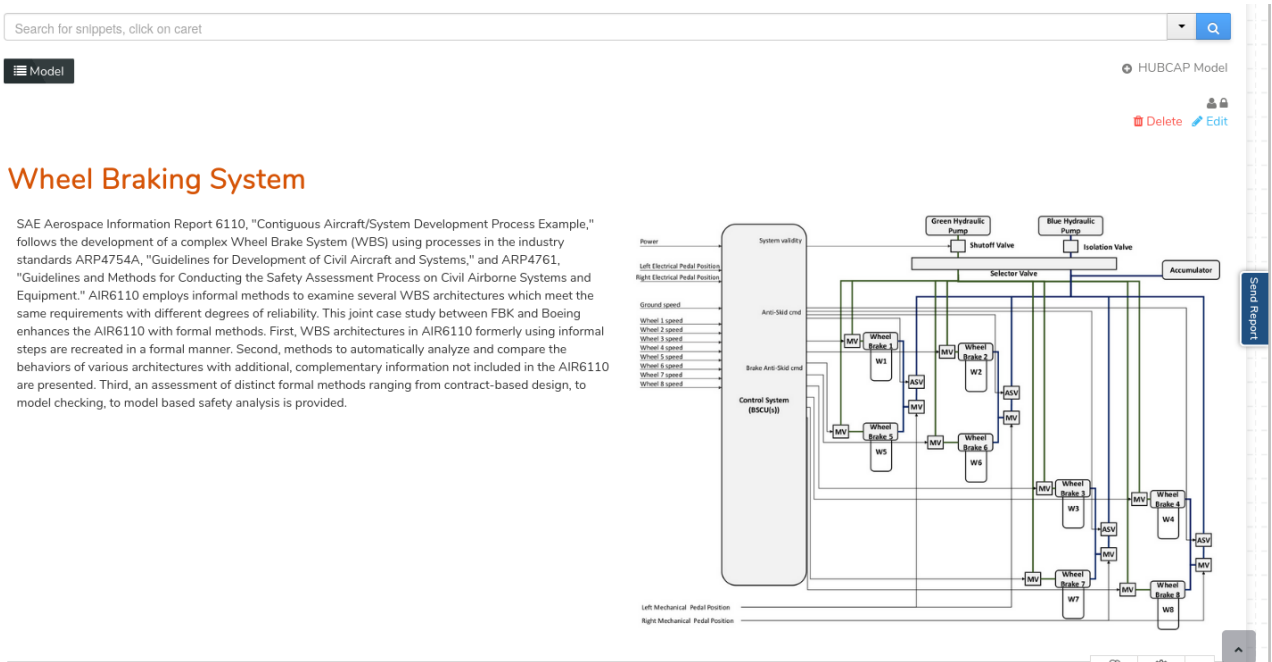 Search for snippets, click on caret
Model
HUBCAP Model
Delete Edit
Wheel Braking System
SAE Aerospace Information Report 6110, "Contiguous Aircraft/System Development Process Example,"
follows the development of a complex Wheel Brake System (WBS) using processes in the industry
standards ARP4754A, "Guidelines for Development of Civil Aircraft and Systems," and ARP4761,
"Guidelines and Methods for Conducting the Safety Assessment Process on Civil Airborne Systems and
Equipment." AIR6110 employs informal methods to examine several WBS architectures which meet the
same requirements with different degrees of reliability. This joint case study between FBK and Boeing
enhances the AIR6110 with formal methods. First, WBS architectures in AIR6110 formerly using informal
steps are recreated in a formal manner. Second, methods to automatically analyze and compare the
behaviors of various architectures with additional, complementary information not included in the AIR6110
are presented. Third, an assessment of distinct formal methods ranging from contract-based design, to
model checking, to model based safety analysis is provided.
Green Hydraulic
Pump
Blue Hydraulic
Pump
Power
System validity
Shutoff Valve
Isolation Valve
Left Electrical Pedal Position
Right Electrical Pedal Position
Selector Valve
Accumulator
Ground speed
Anti-Skid cmd
Wheel 1 speed
Wheel 2 speed
Wheel 3 speed
Wheel 4 speed
Wheel 5 speed
Wheel 6 speed
Wheel 7 speed
Wheel 8 speed
Brake Anti-Skid cmd
Control System
(BSCU(s))
MV
Wheel
Brake 1
W1
MV
Wheel
Brake 2
W2
ASV
MV
ASV
MV
MV
Wheel
Brake 5
W5
MV
Wheel
Brake 6
W6
MV
Wheel
Brake 3
W3
MV
Wheel
Brake 4
W4
ASV
MV
ASV
MV
MV
Wheel
Brake 7
W7
MV
Wheel
Brake 8
W8
Left Mechanical Pedal Position
Right Mechanical Pedal Position
Send Report